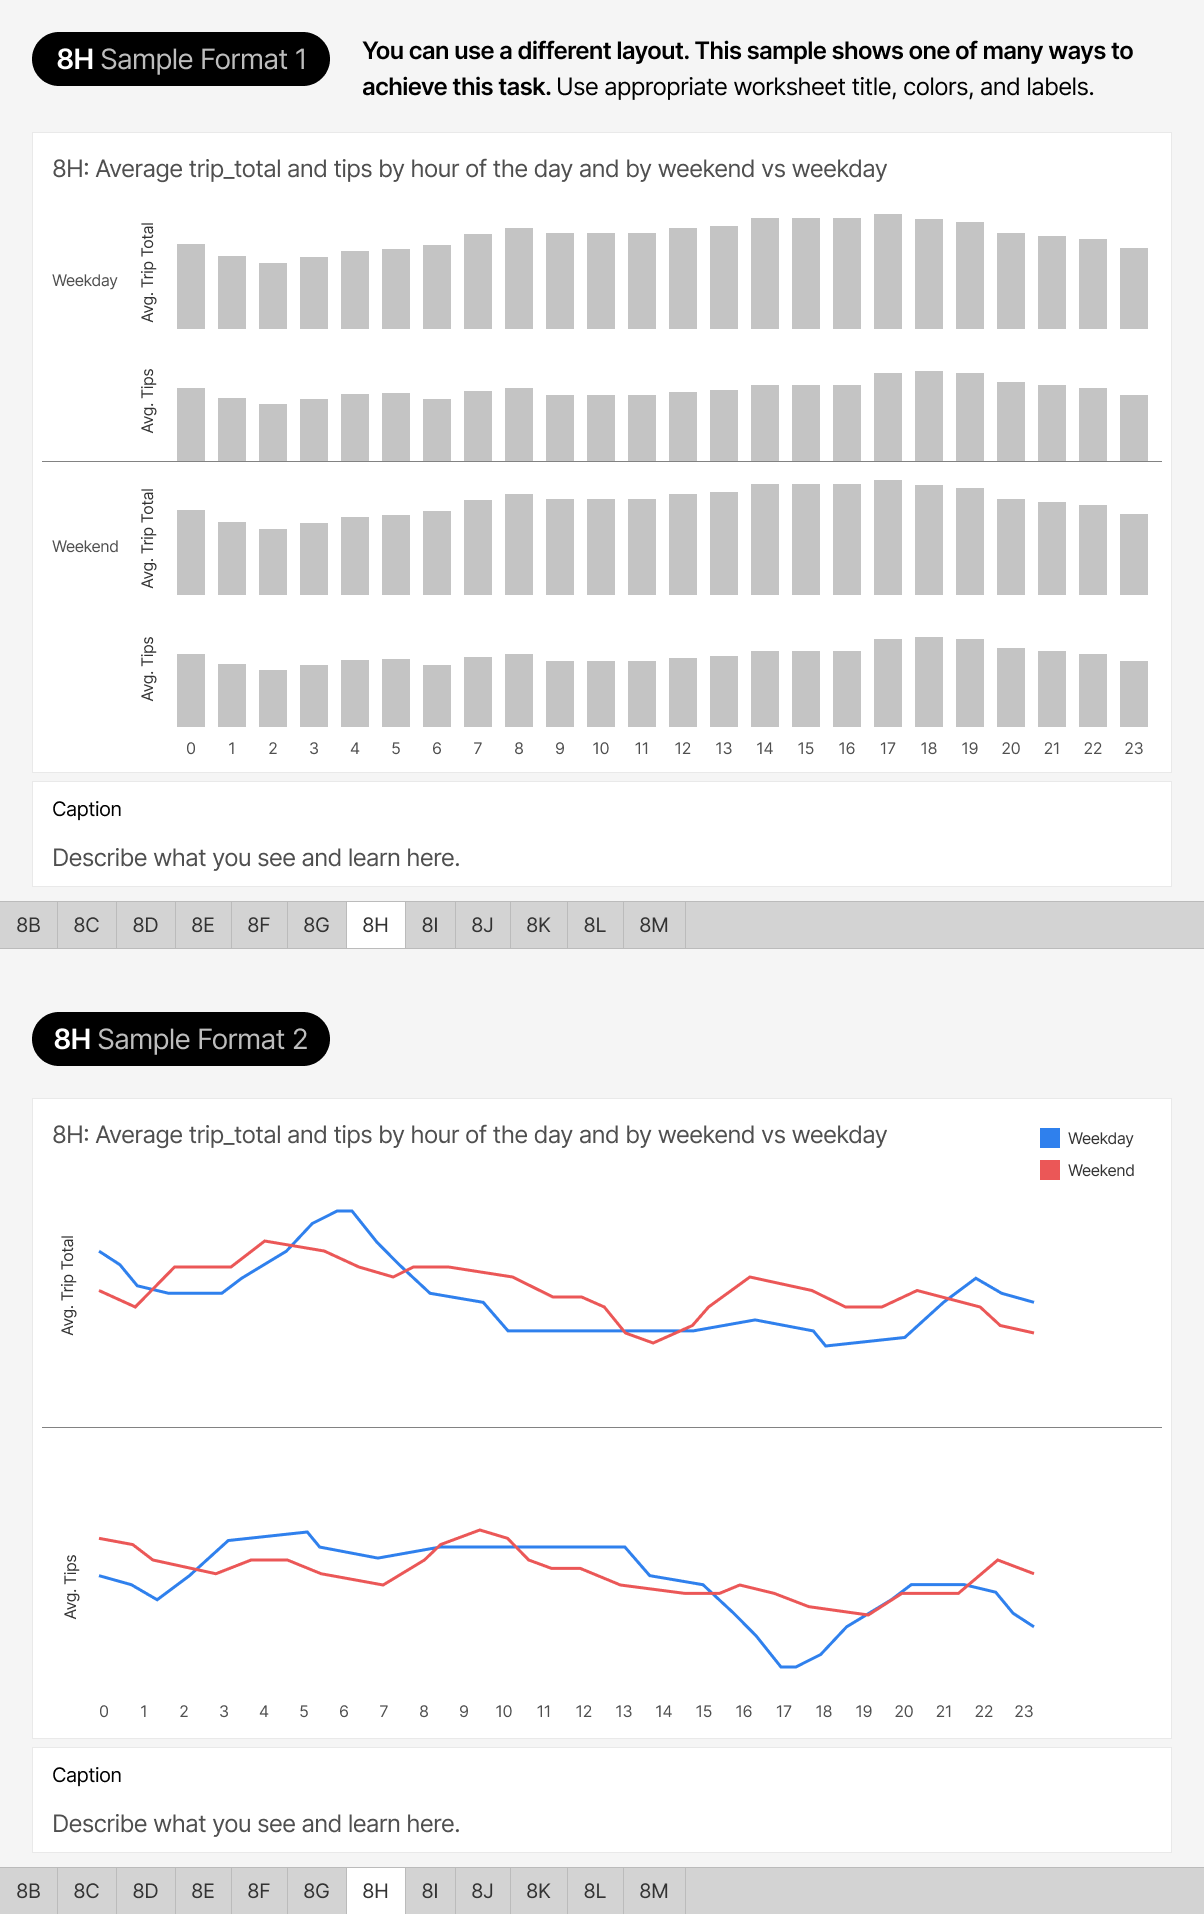 8H Sample Format 1
You can use a different layout. This sample shows one of many ways to
achieve this task. Use appropriate worksheet title, colors, and labels.
8H: Average trip_total and tips by hour of the day and by weekend vs weekday
Weekday
Avg. Trip Total
Avg. Tips
Weekend
Avg. Trip Total
Avg. Tips
0 1 2 3 4 5 6 7 8 9 10 11 12 13 14 15 16 17 18 19 20 21 22 23
Caption
Describe what you see and learn here.
8B 8C 8D 8E 8F 8G 8H 8I 8J 8K 8L 8M
8H Sample Format 2
8H: Average trip_total and tips by hour of the day and by weekend vs weekday
Weekday
Weekend
Avg. Trip Total
Avg. Tips
0 1 2 3 4 5 6 7 8 9 10 11 12 13 14 15 16 17 18 19 20 21 22 23
Caption
Describe what you see and learn here.
8B 8C 8D 8E 8F 8G 8H 8I 8J 8K 8L 8M